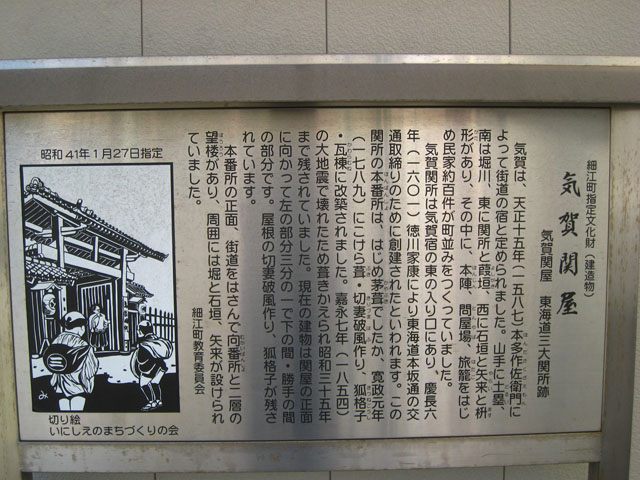 細江町指定文化財（建造物）
気賀関屋
気賀関屋　東海道三大関所跡
気賀は、天正十五年（一五八七）本多作左衛門に
よって街道の宿と定められました。山手に土塁、
南は堀川、東に関所と葭垣、西に石垣と矢来と枡
形があり、その中に、本陣、問屋場、旅籠をはじ
め民家約百件が町並みをつくっていました。
気賀関所は気賀宿の東の入り口にあり、慶長六
年（一六〇一）徳川家康により東海道本坂通の交
通取締りのために創建されたといわれます。この
関所の本番所は、はじめ茅葺でしたか、寛政元年
（一七八九）にこけら葺・切妻破風作り、狐格子
・瓦棟に改築されました。嘉永七年（一八五四）
の大地震で壊れたため葺きかえられ昭和三十五年
まで残されていました。現在の建物は関屋の正面
に向かって左の部分三分の一で下の間・勝手の間
の部分です。屋根の切妻破風作り、狐格子が残さ
れています。
本番所の正面、街道をはさんで向番所と二層の
望楼があり、周囲には堀と石垣、矢来が設けられ
ていました。
細江町教育委員会
昭和41年1月27日指定
切り絵
いにしえのまちづくりの会